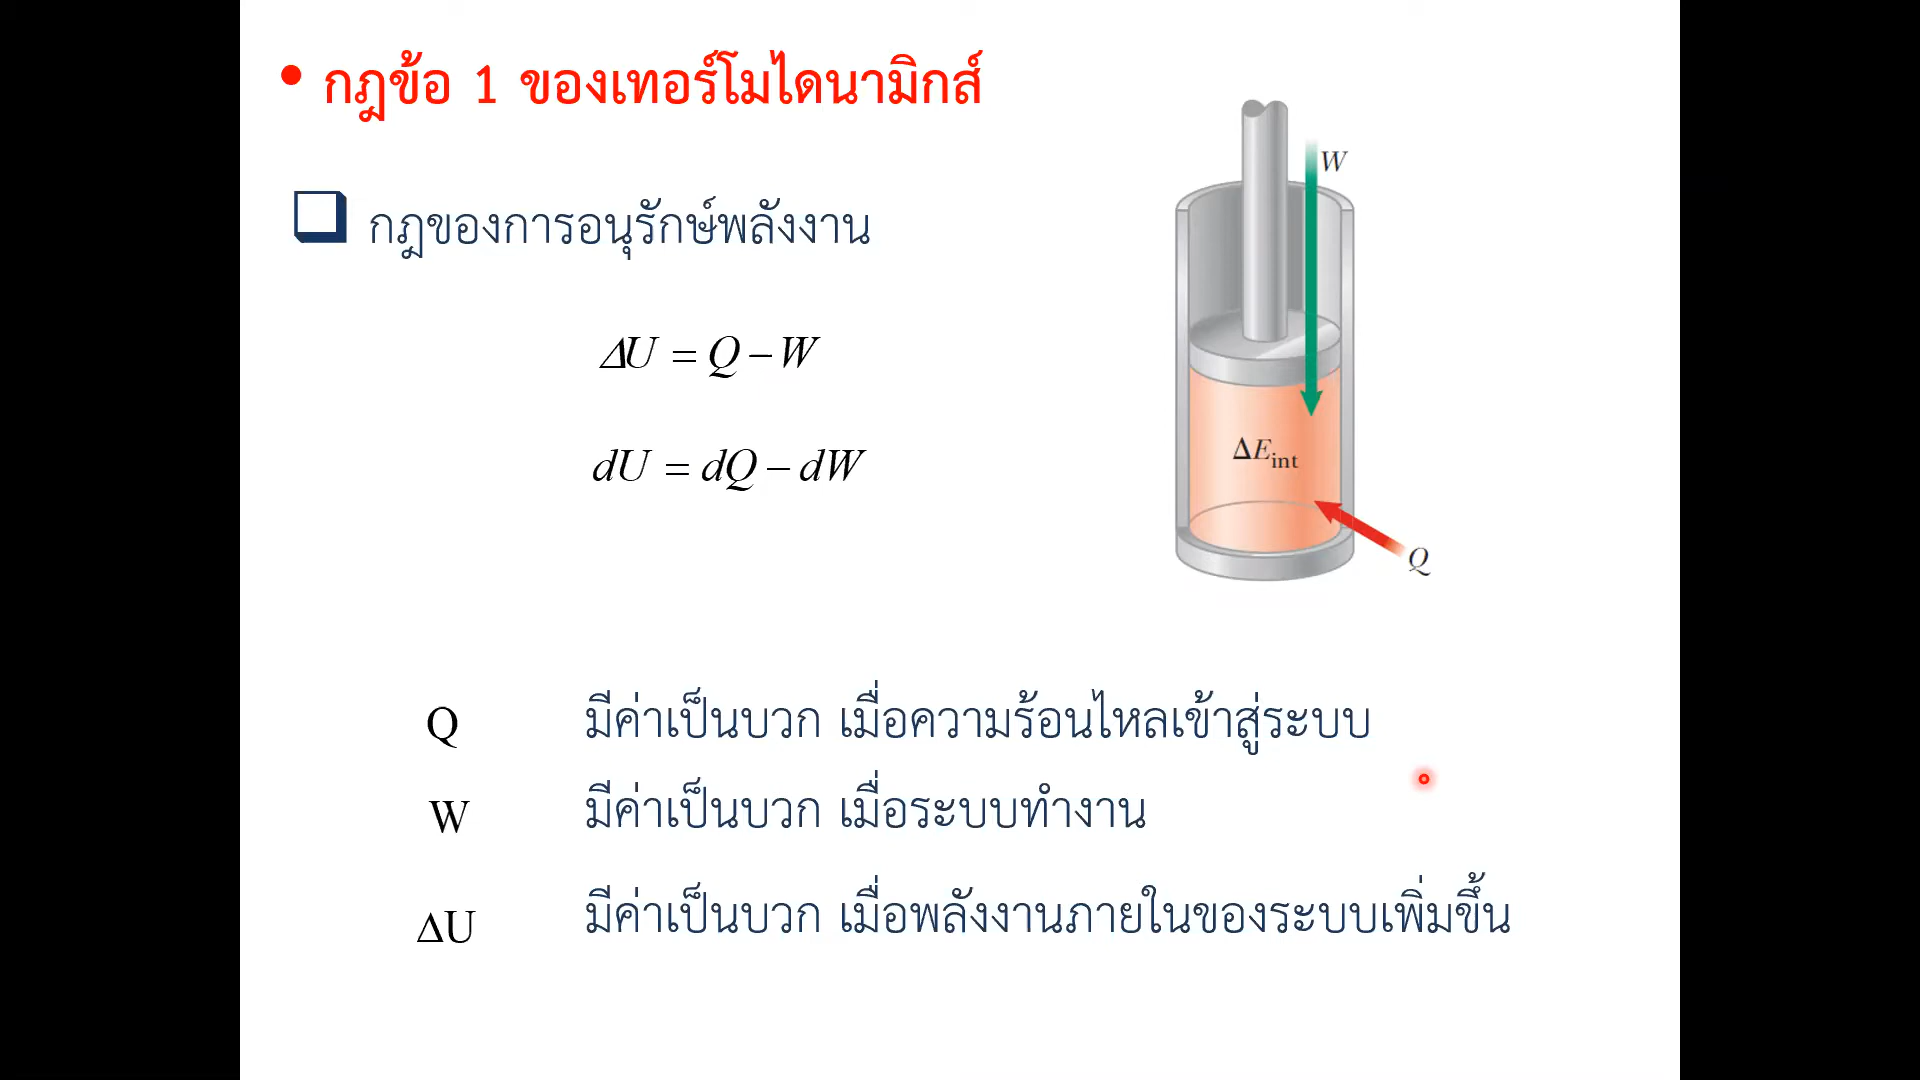 • กฎข้อ 1 ของเทอร์โมไดนามิกส์
กฎของการอนุรักษ์พลังงาน
ΔU = Q − W
dU = dQ − dW
W
ΔE_int
Q
Q มีค่าเป็นบวก เมื่อความร้อนไหลเข้าสู่ระบบ
W มีค่าเป็นบวก เมื่อระบบทำงาน
ΔU มีค่าเป็นบวก เมื่อพลังงานภายในของระบบเพิ่มขึ้น